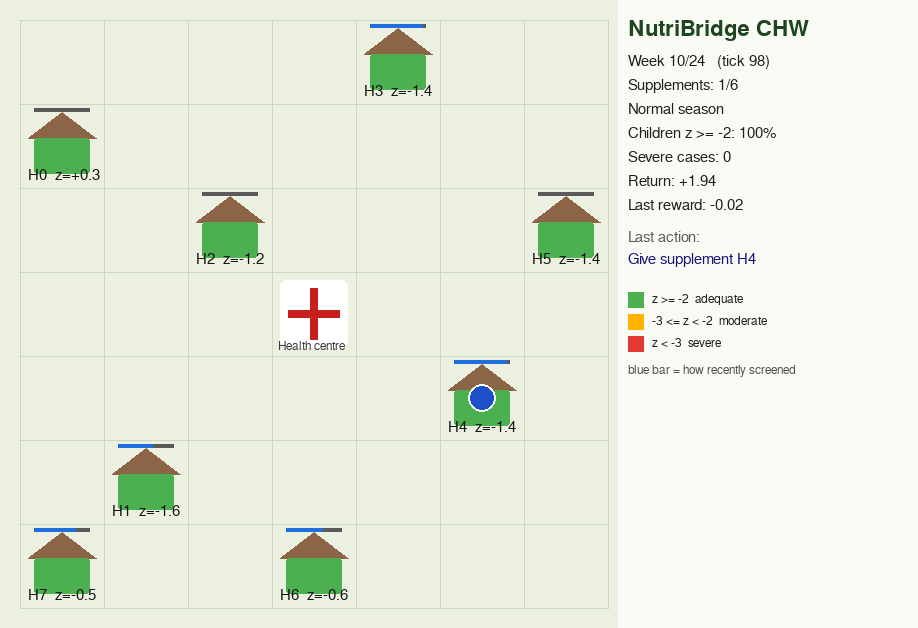 H3 z=-1.4
H0 z=+0.3
H2 z=-1.2
H5 z=-1.4
Health centre
H4 z=-1.4
H1 z=-1.6
H7 z=-0.5
H6 z=-0.6
NutriBridge CHW
Week 10/24 (tick 98)
Supplements: 1/6
Normal season
Children z >= -2: 100%
Severe cases: 0
Return: +1.94
Last reward: -0.02
Last action:
Give supplement H4
z >= -2 adequate
-3 <= z < -2 moderate
z < -3 severe
blue bar = how recently screened